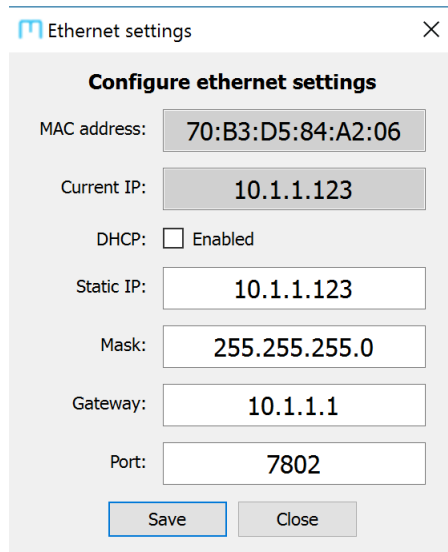 Ethernet settings
Configure ethernet settings
MAC address: 70:B3:D5:84:A2:06
Current IP: 10.1.1.123
DHCP: Enabled
Static IP: 10.1.1.123
Mask: 255.255.255.0
Gateway: 10.1.1.1
Port: 7802
Save Close